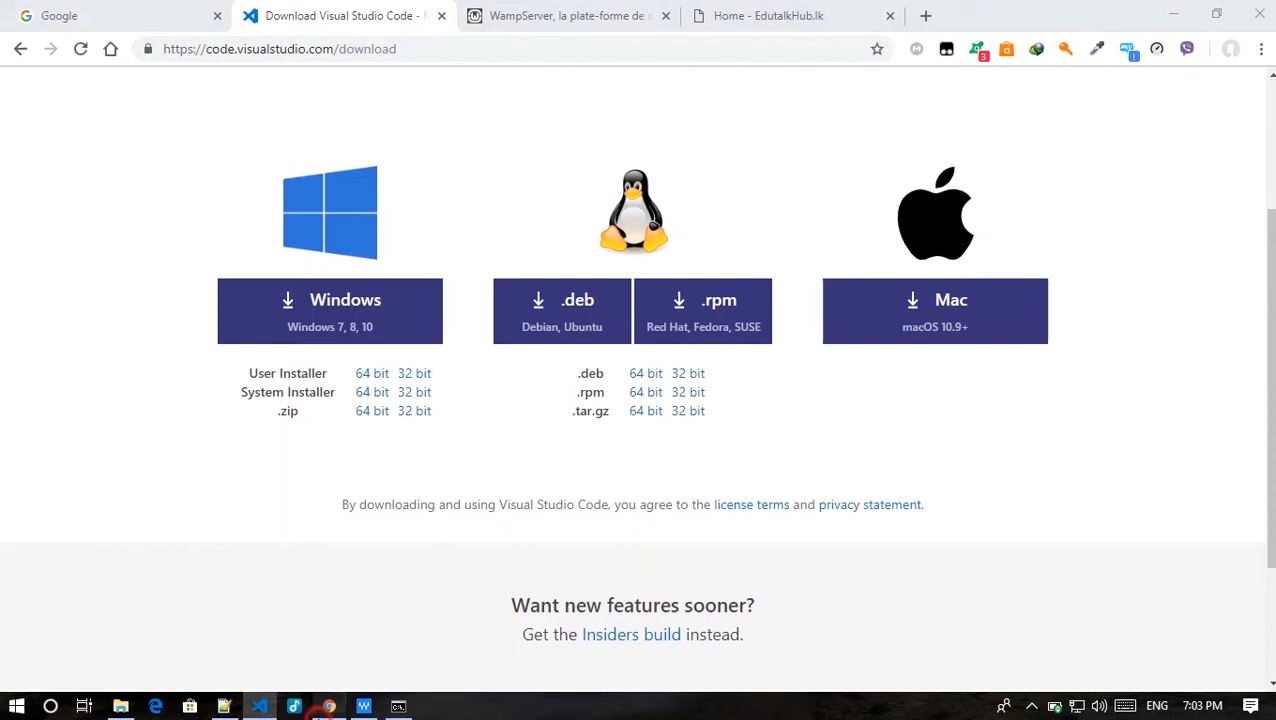 Google
Download Visual Studio Code -
WampServer, la plate-forme de
Home - EdutalkHub.lk
https://code.visualstudio.com/download
3
Windows
Windows 7, 8, 10
.deb
Debian, Ubuntu
.rpm
Red Hat, Fedora, SUSE
Mac
macOS 10.9+
User Installer 64 bit 32 bit
System Installer 64 bit 32 bit
.zip 64 bit 32 bit
.deb 64 bit 32 bit
.rpm 64 bit 32 bit
.tar.gz 64 bit 32 bit
By downloading and using Visual Studio Code, you agree to the license terms and privacy statement.
Want new features sooner?
Get the Insiders build instead.
ENG 7:03 PM